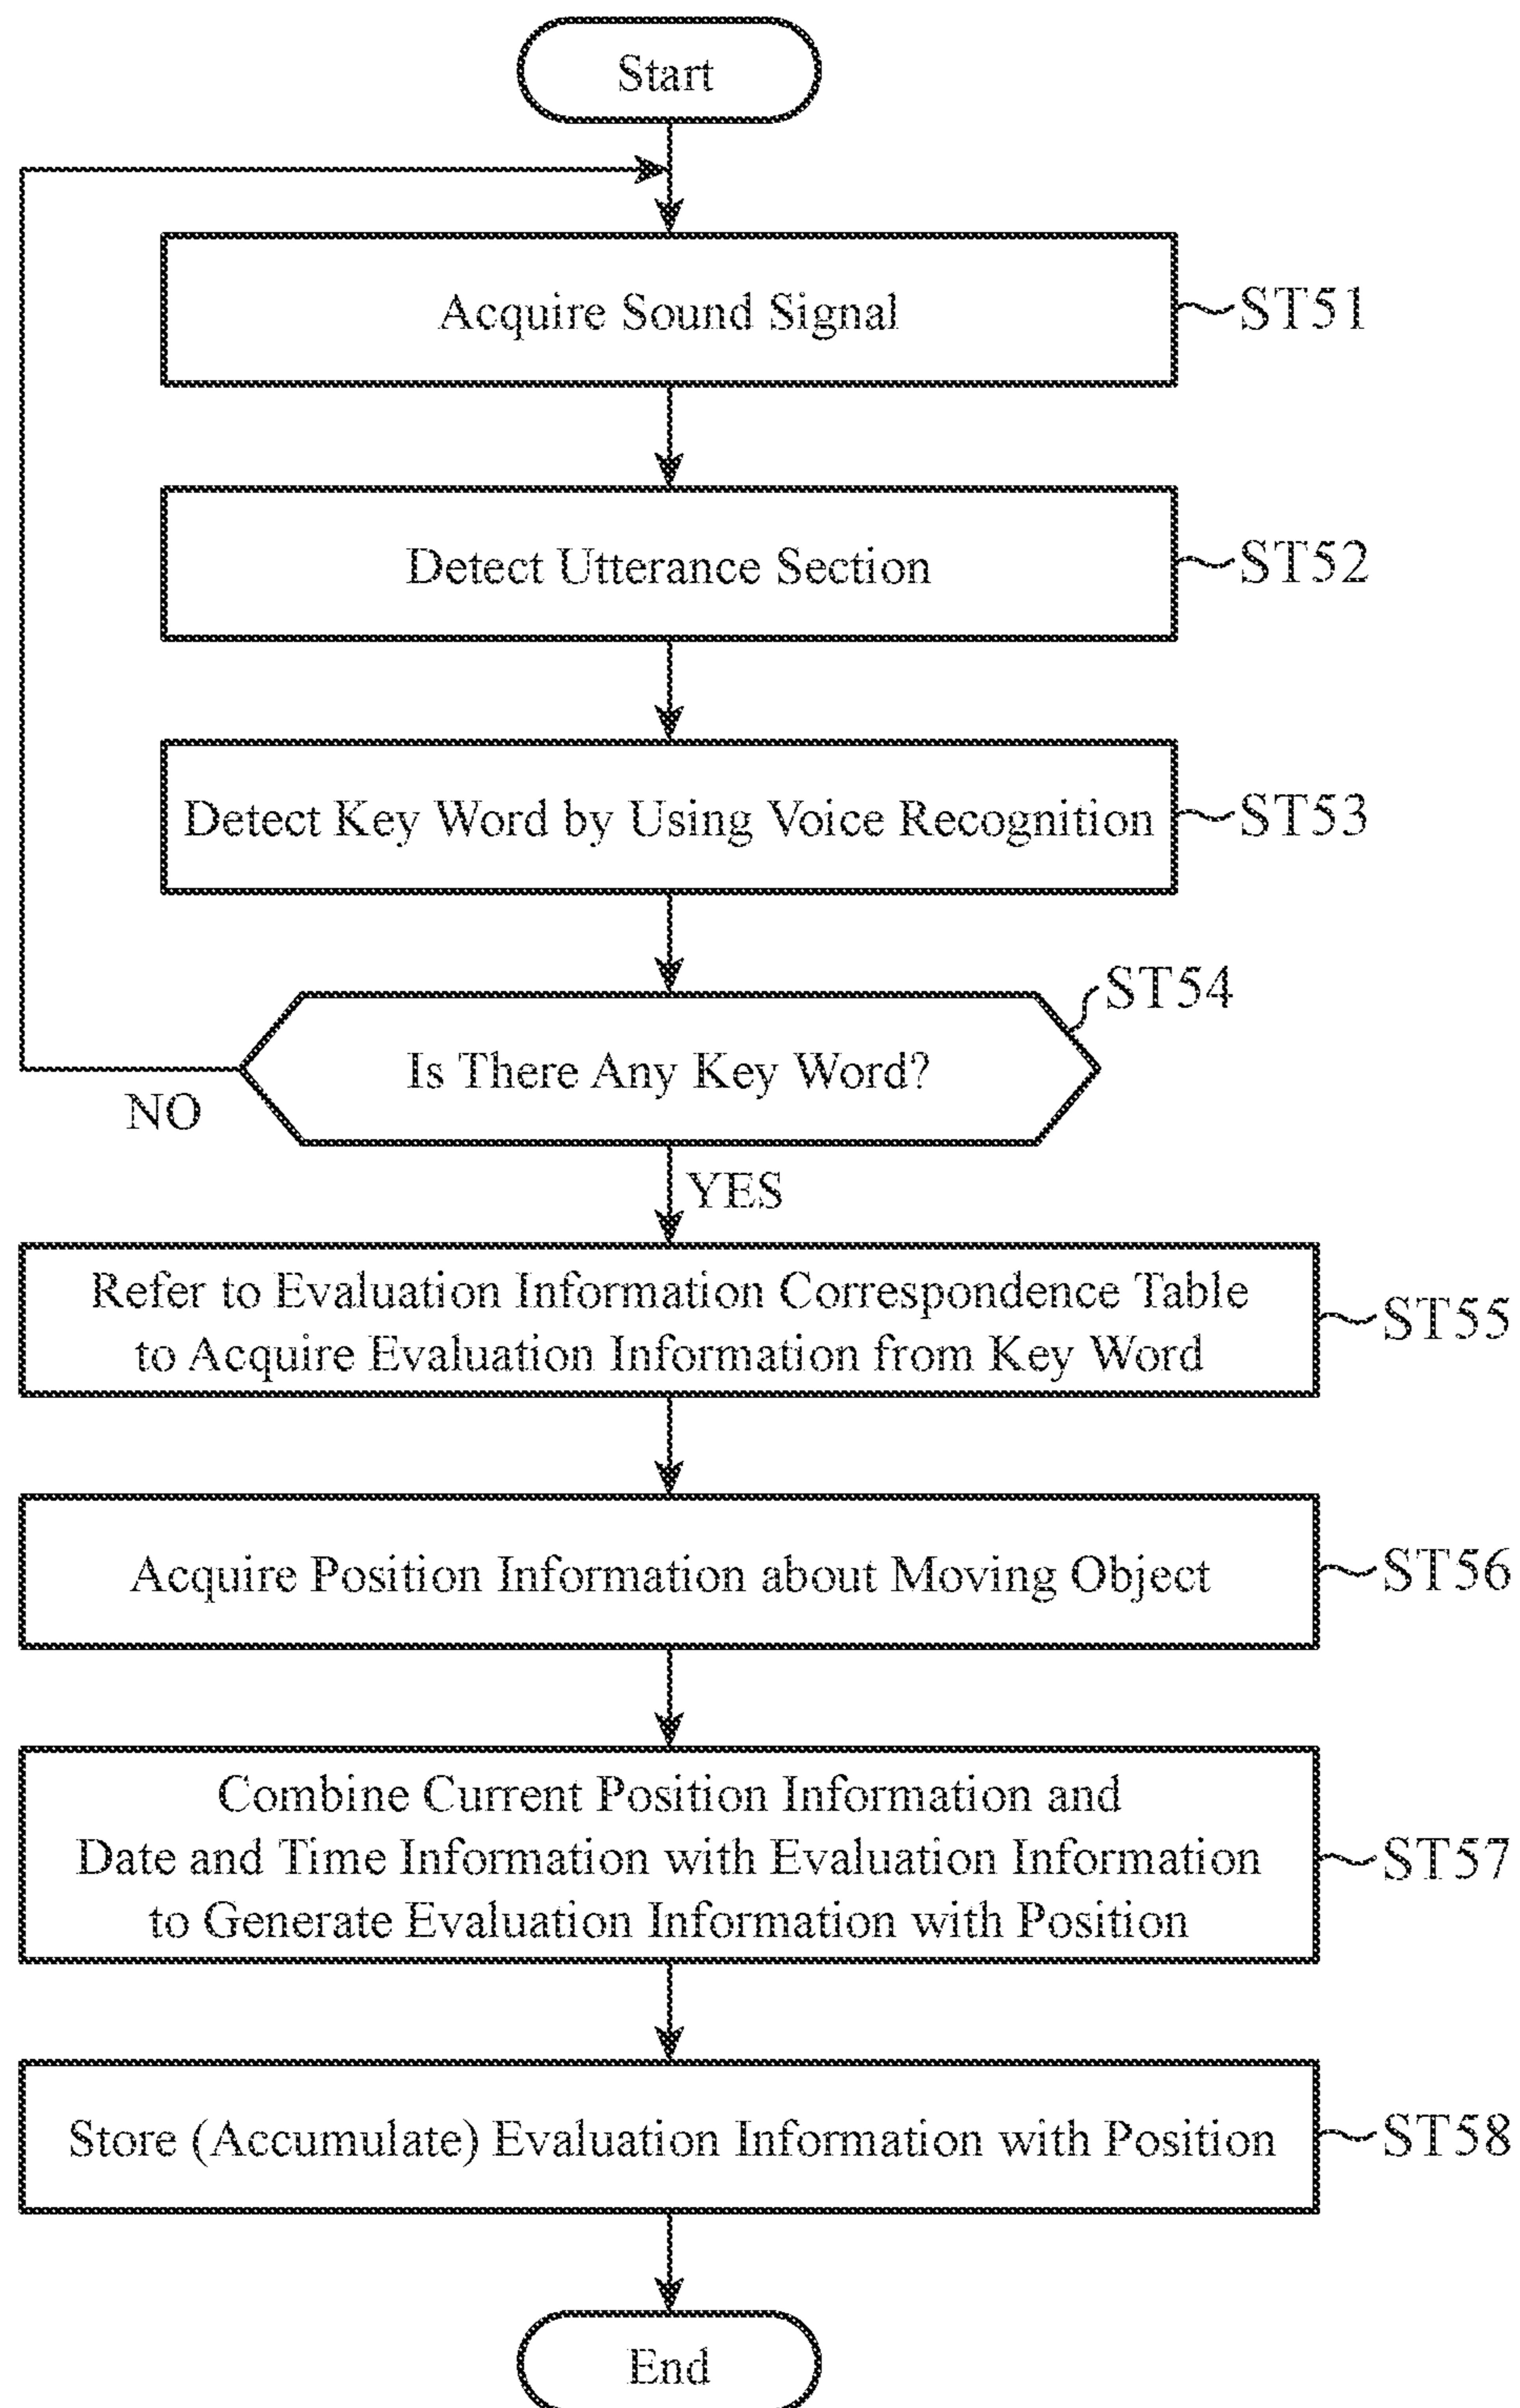 Start
Acquire Sound Signal
ST51
Detect Utterance Section
ST52
Detect Key Word by Using Voice Recognition
ST53
ST54
Is There Any Key Word?
NO
YES
Refer to Evaluation Information Correspondence Table
to Acquire Evaluation Information from Key Word
ST55
Acquire Position Information about Moving Object
ST56
Combine Current Position Information and
Date and Time Information with Evaluation Information
to Generate Evaluation Information with Position
ST57
Store (Accumulate) Evaluation Information with Position
ST58
End